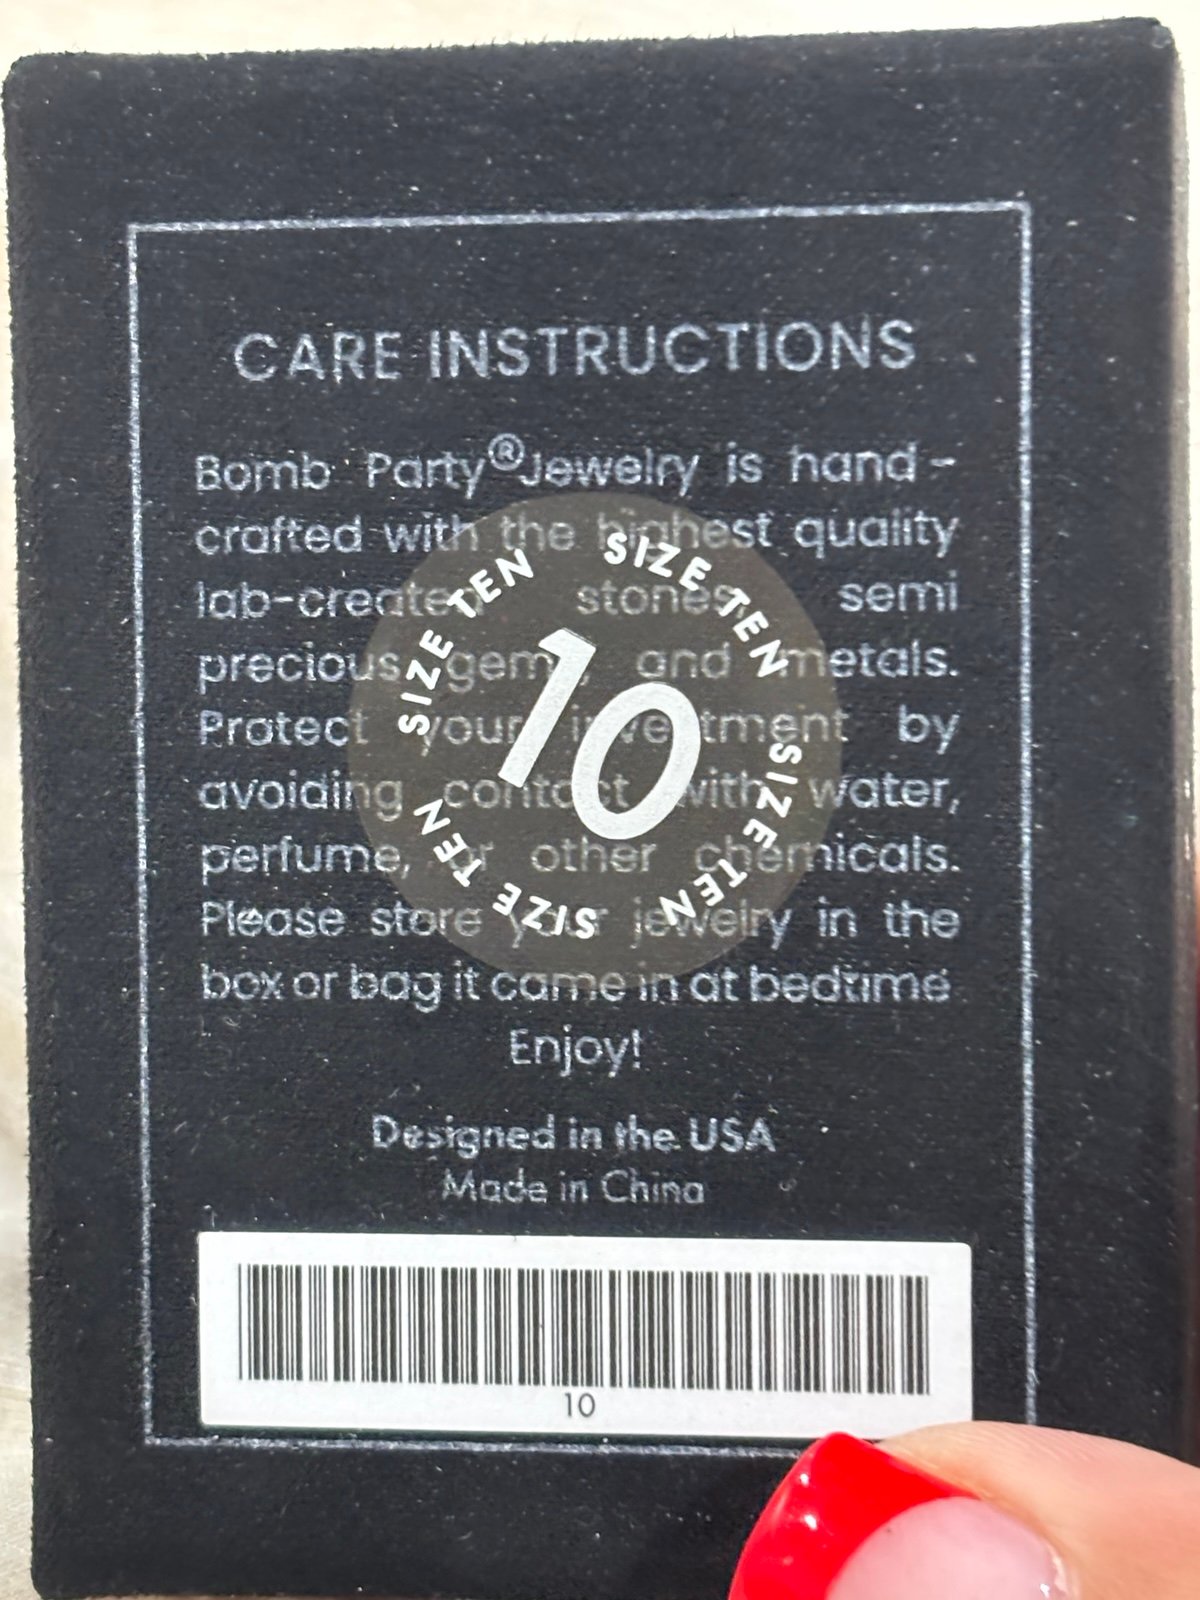 CARE INSTRUCTIONS
Bomb Party® Jewelry is hand-
crafted with the highest quality
lab-created stones semi
precious gems, and metals.
Protect your investment by
avoiding contact with water,
perfume, or other chemicals.
Please store your jewelry in the
box or bag it came in at bedtime
Enjoy!
Designed in the USA
Made in China
SIZE TEN SIZE TEN SIZE TEN SIZE TEN
10
10